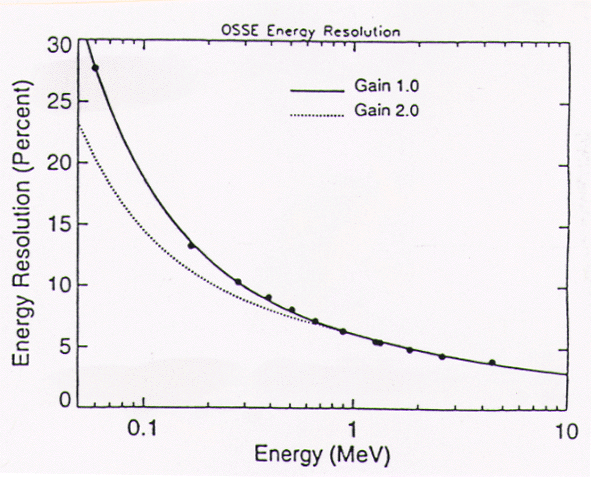 OSSE Energy Resolution
Gain 1.0
Gain 2.0
Energy Resolution (Percent)
30
25
20
15
10
5
0
0.1
1
10
Energy (MeV)